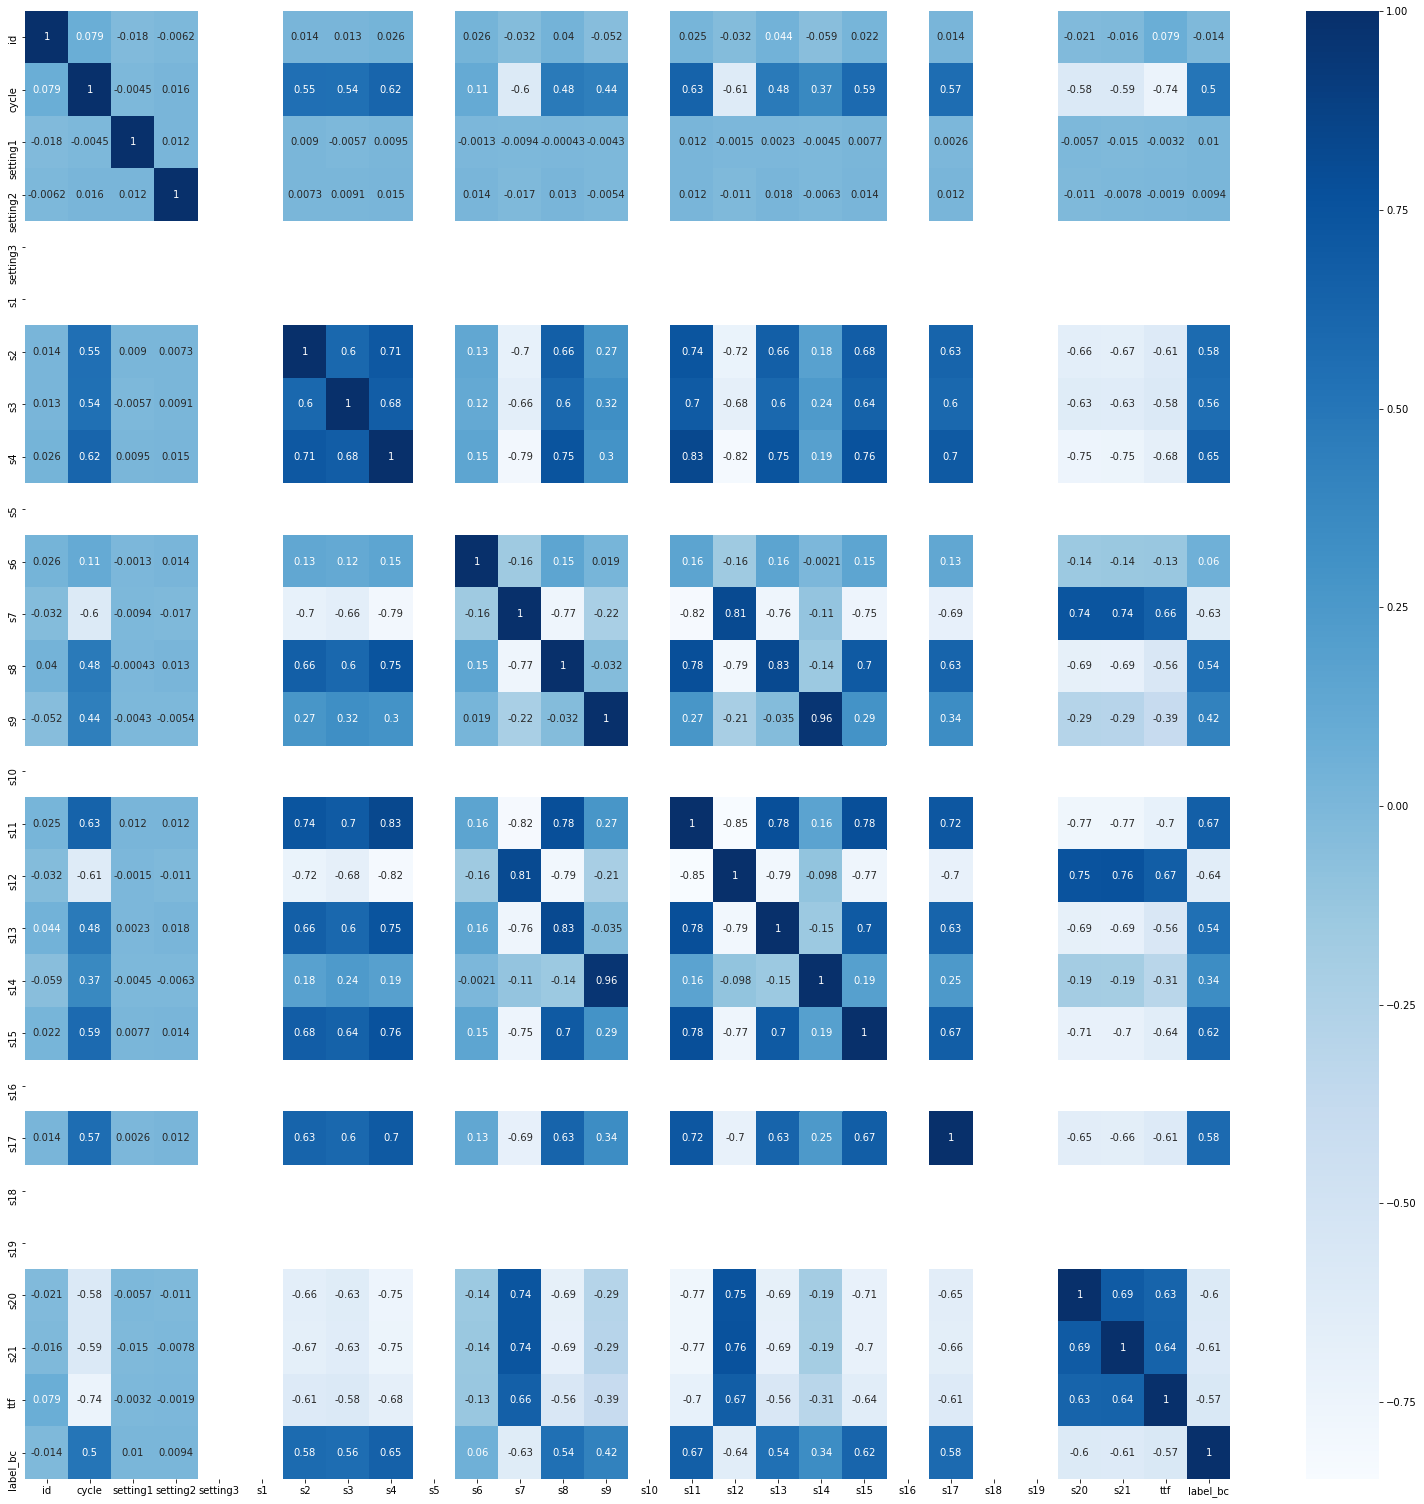 id 1 0.079 -0.018 -0.0062 0.014 0.013 0.026 0.026 -0.032 0.04 -0.052 0.025 -0.032 0.044 -0.059 0.022 0.014 -0.021 -0.016 0.079 -0.014 1.00
cycle 0.079 1 -0.0045 0.016 0.55 0.54 0.62 0.11 -0.6 0.48 0.44 0.63 -0.61 0.48 0.37 0.59 0.57 -0.58 -0.59 -0.74 0.5
setting1 -0.018 -0.0045 1 0.012 0.009 -0.0057 0.0095 -0.0013 -0.0094 -0.00043 -0.0043 0.012 -0.0015 0.0023 -0.0045 0.0077 0.0026 -0.0057 -0.015 -0.0032 0.01
setting2 -0.0062 0.016 0.012 1 0.0073 0.0091 0.015 0.014 -0.017 0.013 -0.0054 0.012 -0.011 0.018 -0.0063 0.014 0.012 -0.011 -0.0078 -0.0019 0.0094 0.75
setting3
s1
s2 0.014 0.55 0.009 0.0073 1 0.6 0.71 0.13 -0.7 0.66 0.27 0.74 -0.72 0.66 0.18 0.68 0.63 -0.66 -0.67 -0.61 0.58
s3 0.013 0.54 -0.0057 0.0091 0.6 1 0.68 0.12 -0.66 0.6 0.32 0.7 -0.68 0.6 0.24 0.64 0.6 -0.63 -0.63 -0.58 0.56 0.50
s4 0.026 0.62 0.0095 0.015 0.71 0.68 1 0.15 -0.79 0.75 0.3 0.83 -0.82 0.75 0.19 0.76 0.7 -0.75 -0.75 -0.68 0.65
s5
s6 0.026 0.11 -0.0013 0.014 0.13 0.12 0.15 1 -0.16 0.15 0.019 0.16 -0.16 0.16 -0.0021 0.15 0.13 -0.14 -0.14 -0.13 0.06
s7 -0.032 -0.6 -0.0094 -0.017 -0.7 -0.66 -0.79 -0.16 1 -0.77 -0.22 -0.82 0.81 -0.76 -0.11 -0.75 -0.69 0.74 0.74 0.66 -0.63 0.25
s8 0.04 0.48 -0.00043 0.013 0.66 0.6 0.75 0.15 -0.77 1 -0.032 0.78 -0.79 0.83 -0.14 0.7 0.63 -0.69 -0.69 -0.56 0.54
s9 -0.052 0.44 -0.0043 -0.0054 0.27 0.32 0.3 0.019 -0.22 -0.032 1 0.27 -0.21 -0.035 0.96 0.29 0.34 -0.29 -0.29 -0.39 0.42
s10
s11 0.025 0.63 0.012 0.012 0.74 0.7 0.83 0.16 -0.82 0.78 0.27 1 -0.85 0.78 0.16 0.78 0.72 -0.77 -0.77 -0.7 0.67 0.00
s12 -0.032 -0.61 -0.0015 -0.011 -0.72 -0.68 -0.82 -0.16 0.81 -0.79 -0.21 -0.85 1 -0.79 -0.098 -0.77 -0.7 0.75 0.76 0.67 -0.64
s13 0.044 0.48 0.0023 0.018 0.66 0.6 0.75 0.16 -0.76 0.83 -0.035 0.78 -0.79 1 -0.15 0.7 0.63 -0.69 -0.69 -0.56 0.54
s14 -0.059 0.37 -0.0045 -0.0063 0.18 0.24 0.19 -0.0021 -0.11 -0.14 0.96 0.16 -0.098 -0.15 1 0.19 0.25 -0.19 -0.19 -0.31 0.34 −0.25
s15 0.022 0.59 0.0077 0.014 0.68 0.64 0.76 0.15 -0.75 0.7 0.29 0.78 -0.77 0.7 0.19 1 0.67 -0.71 -0.7 -0.64 0.62
s16
s17 0.014 0.57 0.0026 0.012 0.63 0.6 0.7 0.13 -0.69 0.63 0.34 0.72 -0.7 0.63 0.25 0.67 1 -0.65 -0.66 -0.61 0.58
s18 −0.50
s19
s20 -0.021 -0.58 -0.0057 -0.011 -0.66 -0.63 -0.75 -0.14 0.74 -0.69 -0.29 -0.77 0.75 -0.69 -0.19 -0.71 -0.65 1 0.69 0.63 -0.6
s21 -0.016 -0.59 -0.015 -0.0078 -0.67 -0.63 -0.75 -0.14 0.74 -0.69 -0.29 -0.77 0.76 -0.69 -0.19 -0.7 -0.66 0.69 1 0.64 -0.61
ttf 0.079 -0.74 -0.0032 -0.0019 -0.61 -0.58 -0.68 -0.13 0.66 -0.56 -0.39 -0.7 0.67 -0.56 -0.31 -0.64 -0.61 0.63 0.64 1 -0.57 −0.75
label_bc -0.014 0.5 0.01 0.0094 0.58 0.56 0.65 0.06 -0.63 0.54 0.42 0.67 -0.64 0.54 0.34 0.62 0.58 -0.6 -0.61 -0.57 1
id cycle setting1 setting2 setting3 s1 s2 s3 s4 s5 s6 s7 s8 s9 s10 s11 s12 s13 s14 s15 s16 s17 s18 s19 s20 s21 ttf label_bc